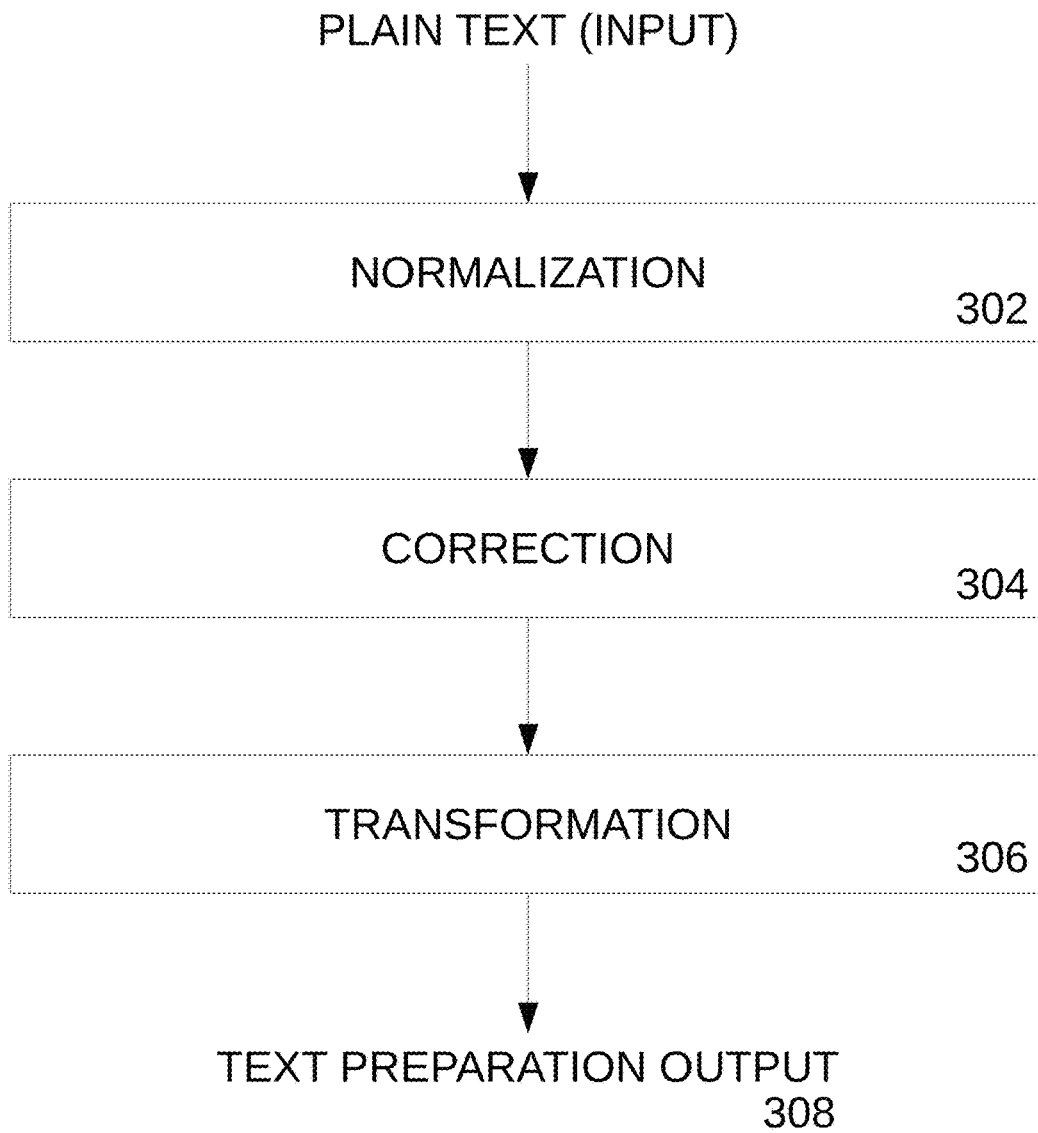 PLAIN TEXT (INPUT)
NORMALIZATION
302
CORRECTION
304
TRANSFORMATION
306
TEXT PREPARATION OUTPUT
308